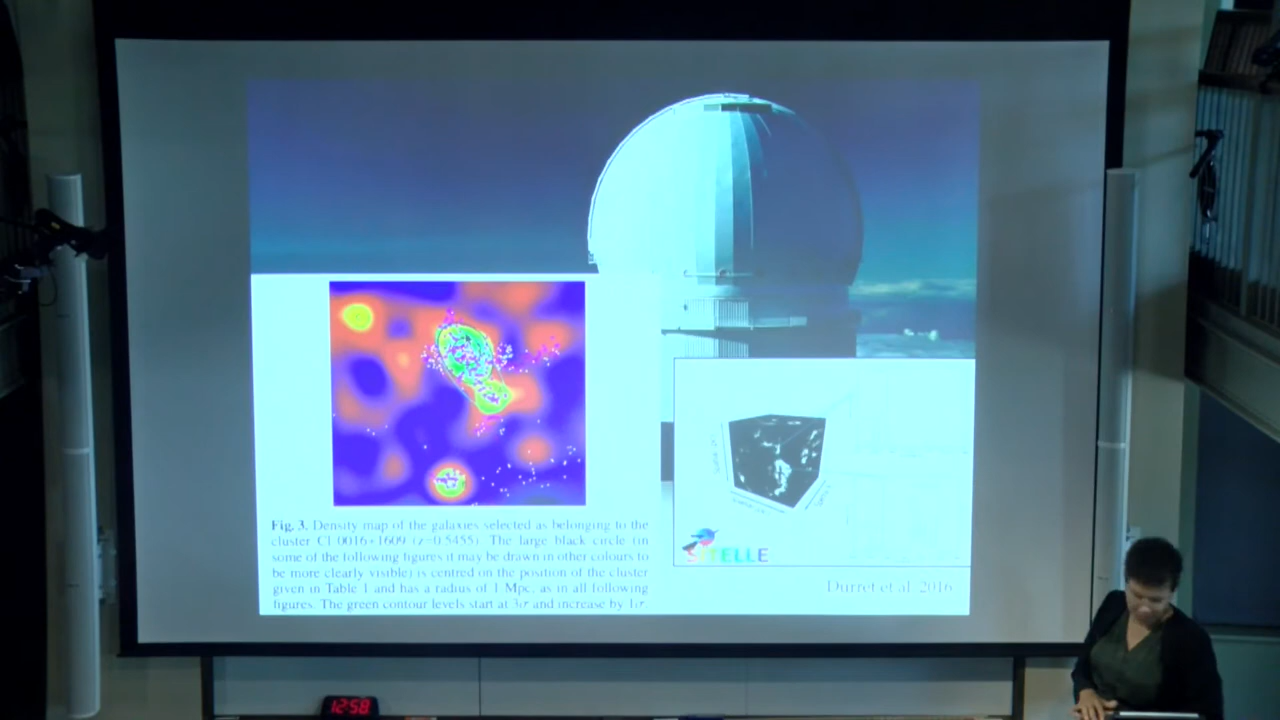 Fig. 3. Density map of the galaxies selected as belonging to the
cluster Cl 0016+1609 (z=0.5455). The large black circle (in
some of the following figures it may be drawn in other colours to
be more clearly visible) is centred on the position of the cluster
given in Table 1 and has a radius of 1 Mpc, as in all following
figures. The green contour levels start at 3σ and increase by 1σ.
SITELLE
Durret et al. 2016
12:58